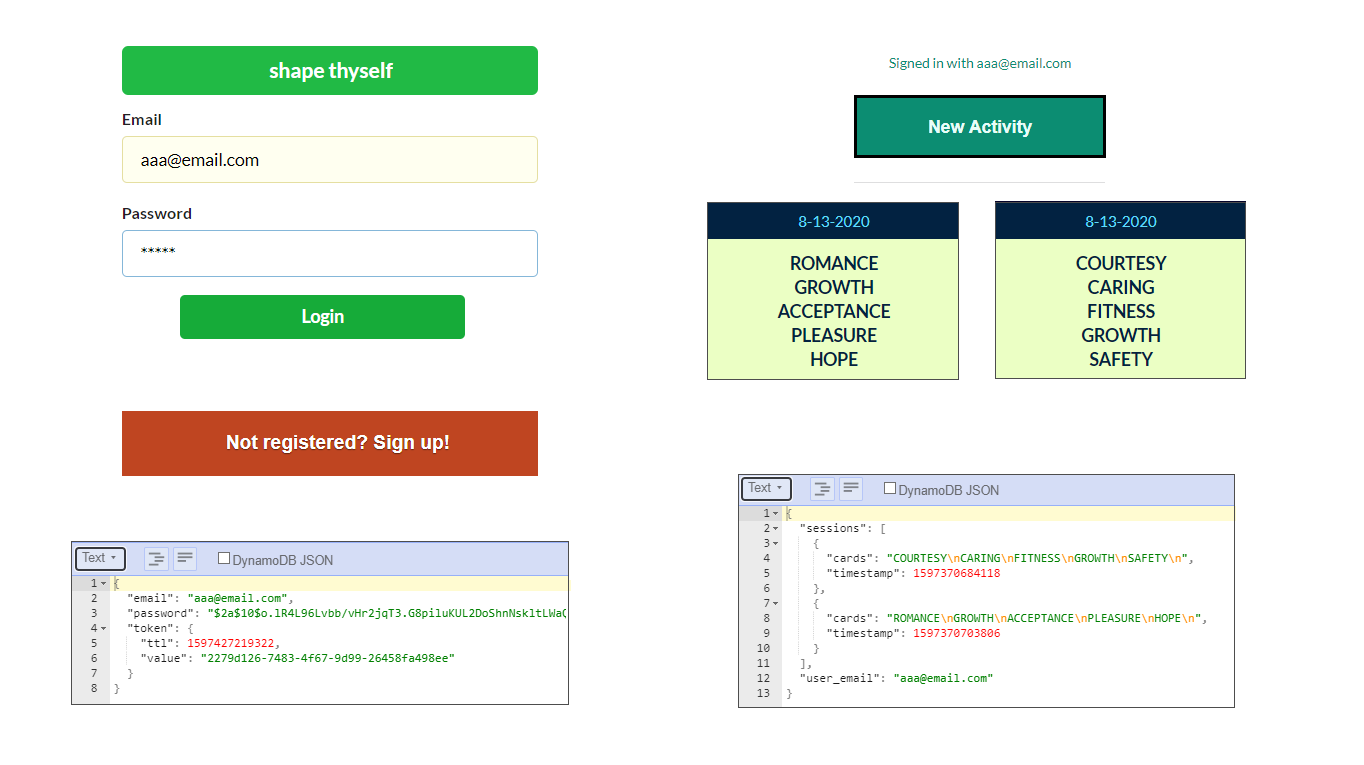 shape thyself
Email
aaa@email.com
Password
*****
Login
Not registered? Sign up!
Text
DynamoDB JSON
1 {
2 "email": "aaa@email.com",
3 "password": "$2a$10$o.lR4L96Lvbb/vHr2jqT3.G8piluKUL2DoShnNskltLWaQ
4 "token": {
5 "ttl": 1597427219322,
6 "value": "2279d126-7483-4f67-9d99-26458fa498ee"
7 }
8 }
Signed in with aaa@email.com
New Activity
8-13-2020
ROMANCE
GROWTH
ACCEPTANCE
PLEASURE
HOPE
8-13-2020
COURTESY
CARING
FITNESS
GROWTH
SAFETY
Text
DynamoDB JSON
1 {
2 "sessions": [
3 {
4 "cards": "COURTESY\nCARING\nFITNESS\nGROWTH\nSAFETY\n",
5 "timestamp": 1597370684118
6 },
7 {
8 "cards": "ROMANCE\nGROWTH\nACCEPTANCE\nPLEASURE\nHOPE\n",
9 "timestamp": 1597370703806
10 }
11 ],
12 "user_email": "aaa@email.com"
13 }